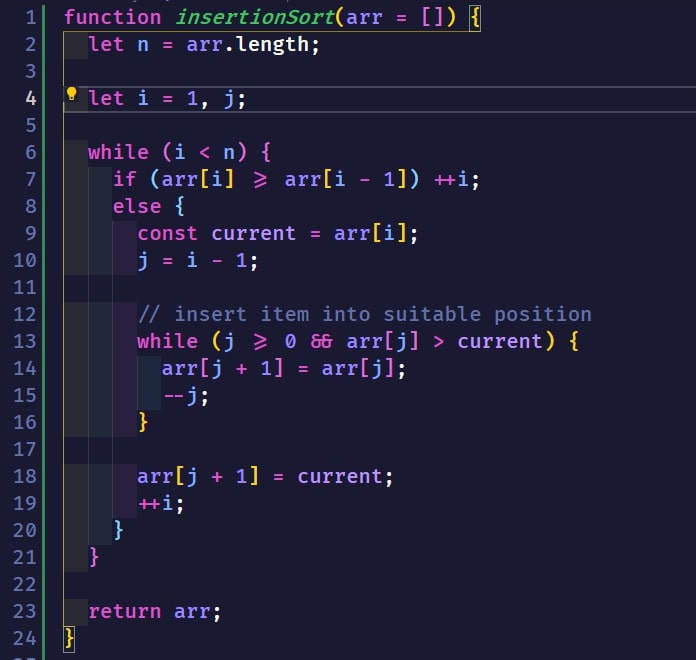 1 function insertionSort(arr = []) {
2 let n = arr.length;
3
4 let i = 1, j;
5
6 while (i < n) {
7 if (arr[i] >= arr[i - 1]) ++i;
8 else {
9 const current = arr[i];
10 j = i - 1;
11
12 // insert item into suitable position
13 while (j >= 0 && arr[j] > current) {
14 arr[j + 1] = arr[j];
15 --j;
16 }
17
18 arr[j + 1] = current;
19 ++i;
20 }
21 }
22
23 return arr;
24 }